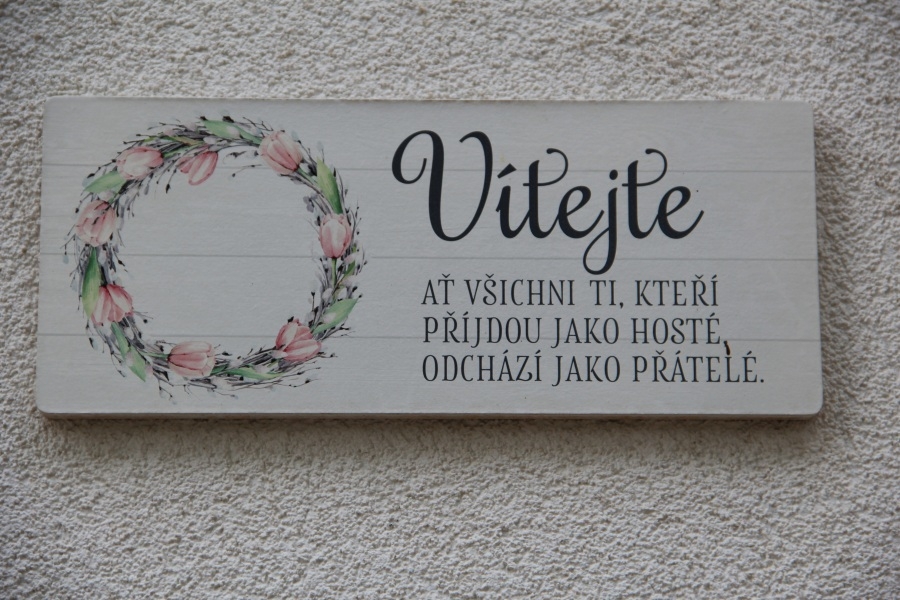 Vítejte
AŤ VŠICHNI TI, KTEŘÍ
PŘÍJDOU JAKO HOSTÉ,
ODCHÁZÍ JAKO PŘÁTELÉ.